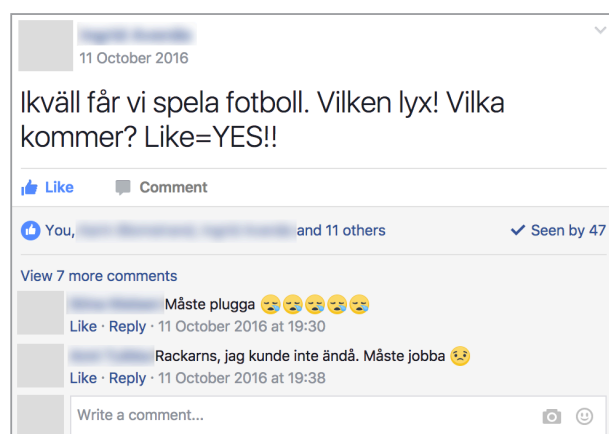 11 October 2016
Ikväll får vi spela fotboll. Vilken lyx! Vilka
kommer? Like=YES!!
Like Comment
You, and 11 others Seen by 47
View 7 more comments
Måste plugga 😪😪😪😪😪
Like · Reply · 11 October 2016 at 19:30
Rackarns, jag kunde inte ändå. Måste jobba 😟
Like · Reply · 11 October 2016 at 19:38
Write a comment...